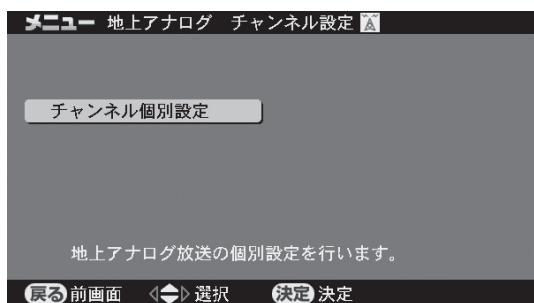 メニュー 地上アナログ チャンネル設定 A
チャンネル個別設定
地上アナログ放送の個別設定を行います。
戻る 前画面 選択 決定 決定